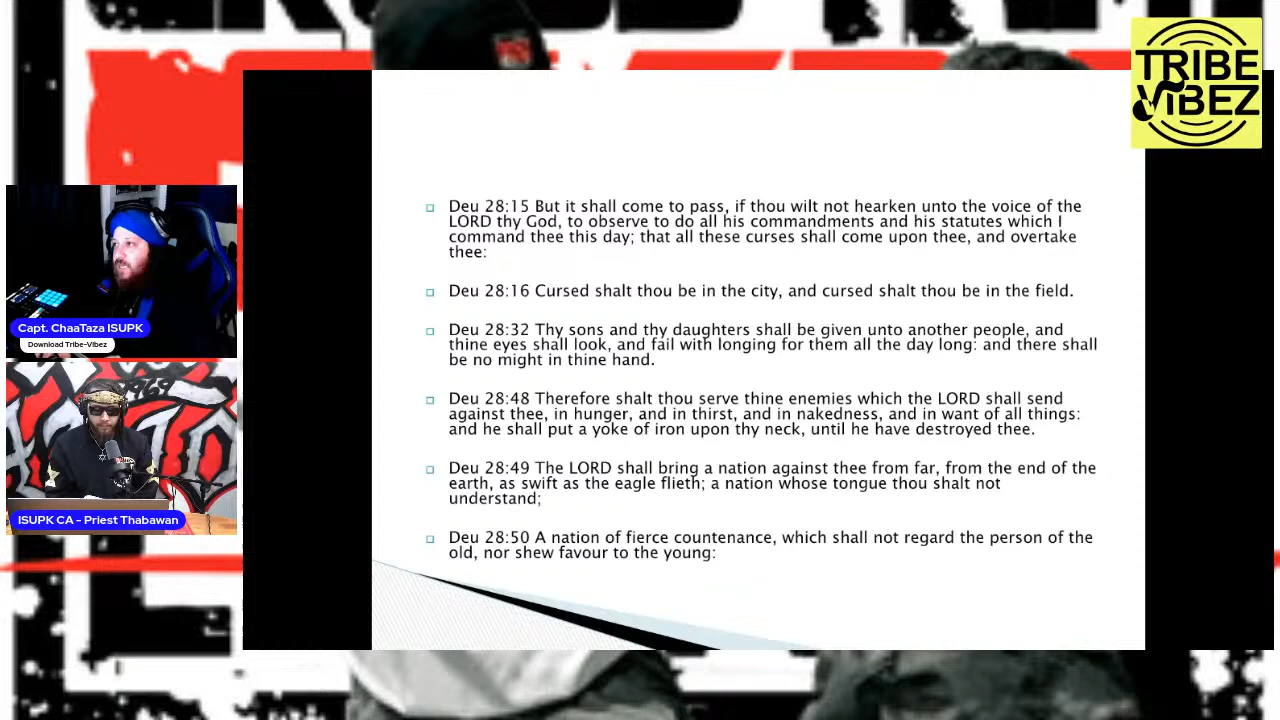 TRIBE
VIBEZ
Deu 28:15 But it shall come to pass, if thou wilt not hearken unto the voice of the
LORD thy God, to observe to do all his commandments and his statutes which I
command thee this day; that all these curses shall come upon thee, and overtake
thee:
Deu 28:16 Cursed shalt thou be in the city, and cursed shalt thou be in the field.
Deu 28:32 Thy sons and thy daughters shall be given unto another people, and
thine eyes shall look, and fail with longing for them all the day long: and there shall
be no might in thine hand.
Deu 28:48 Therefore shalt thou serve thine enemies which the LORD shall send
against thee, in hunger, and in thirst, and in nakedness, and in want of all things:
and he shall put a yoke of iron upon thy neck, until he have destroyed thee.
Deu 28:49 The LORD shall bring a nation against thee from far, from the end of the
earth, as swift as the eagle flieth; a nation whose tongue thou shalt not
understand;
Deu 28:50 A nation of fierce countenance, which shall not regard the person of the
old, nor shew favour to the young:
Capt. ChaaTaza ISUPK
Download Tribe-Vibez
1969
ISUPK CA - Priest Thabawan